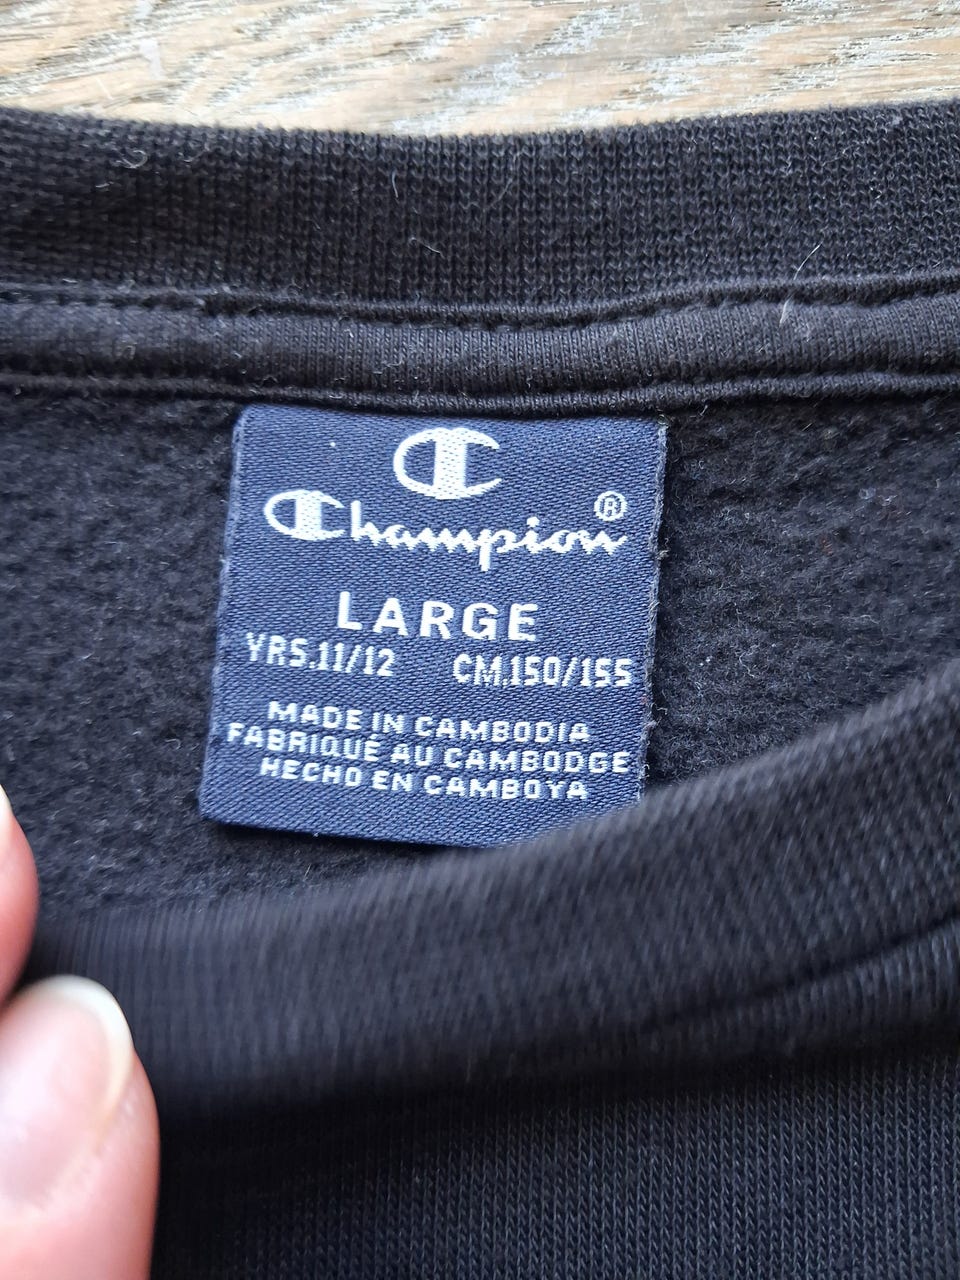 Champion®
LARGE
YRS.11/12 CM.150/155
MADE IN CAMBODIA
FABRIQUÉ AU CAMBODGE
HECHO EN CAMBOYA